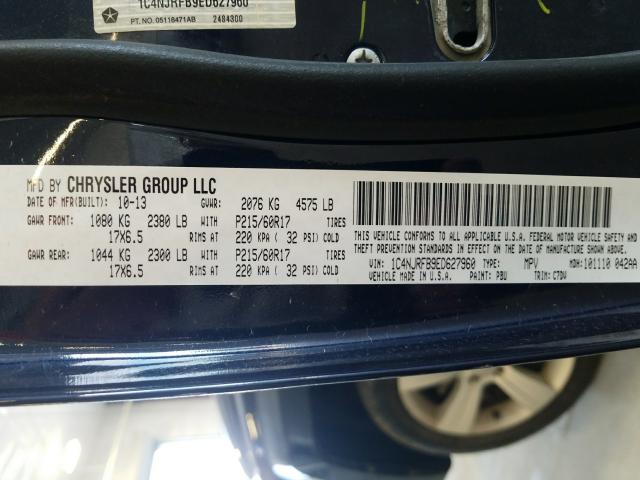 1C4NJRFB9ED627960
PT. NO. 05116471AB 2484300
MFD BY CHRYSLER GROUP LLC
DATE OF MFR(BUILT): 10-13 GVWR: 2076 KG 4575 LB
GAWR FRONT: 1080 KG 2380 LB WITH P215/60R17 TIRES
17X6.5 RIMS AT 220 KPA ( 32 PSI) COLD
GAWR REAR: 1044 KG 2300 LB WITH P215/60R17 TIRES
17X6.5 RIMS AT 220 KPA ( 32 PSI) COLD
THIS VEHICLE CONFORMS TO ALL APPLICABLE U.S.A. FEDERAL MOTOR VEHICLE SAFETY
AND THEFT PREVENTION STANDARDS IN EFFECT ON THE DATE OF MANUFACTURE SHOWN ABOVE.
VIN: 1C4NJRFB9ED627960 TYPE: MPV MDH: 101110 042AA
VEHICLE MADE IN U.S.A. PAINT: PBU TRIM: CTDV